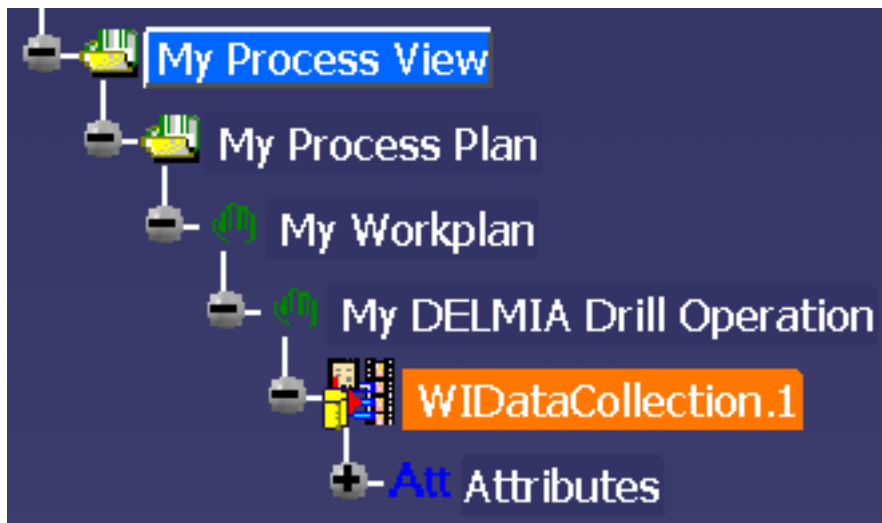 My Process View
My Process Plan
My Workplan
My DELMIA Drill Operation
WIDataCollection.1
Att Attributes